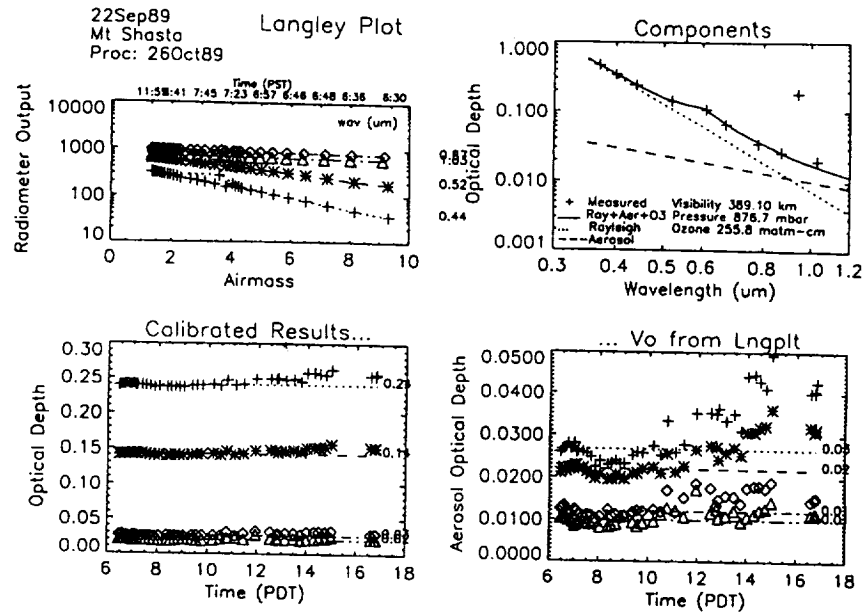 22Sep89
Mt Shasta
Proc: 26Oct89
Langley Plot
Time (PST)
7:45 7:23 6:57 6:46 6:48 6:36 6:30
wav (um)
Radiometer Output
10000
1000
100
10
0.52
0.44
0 2 4 6 8 10
Airmass
Components
Optical Depth
1.000
0.100
0.010
0.001
+ Measured Visibility 389.10 km
Ray+Aer+O3 Pressure 876.7 mbar
Rayleigh Ozone 255.8 matm-cm
Aerosol
0.3 0.4 0.5 0.6 0.8 1.0 1.2
Wavelength (um)
Calibrated Results...
Optical Depth
0.30
0.25
0.20
0.15
0.10
0.05
0.00
6 8 10 12 14 16 18
Time (PDT)
... Vo from Lngplt
Aerosol Optical Depth
0.0500
0.0400
0.0300
0.0200
0.0100
0.0000
0.03
0.02
6 8 10 12 14 16 18
Time (PDT)